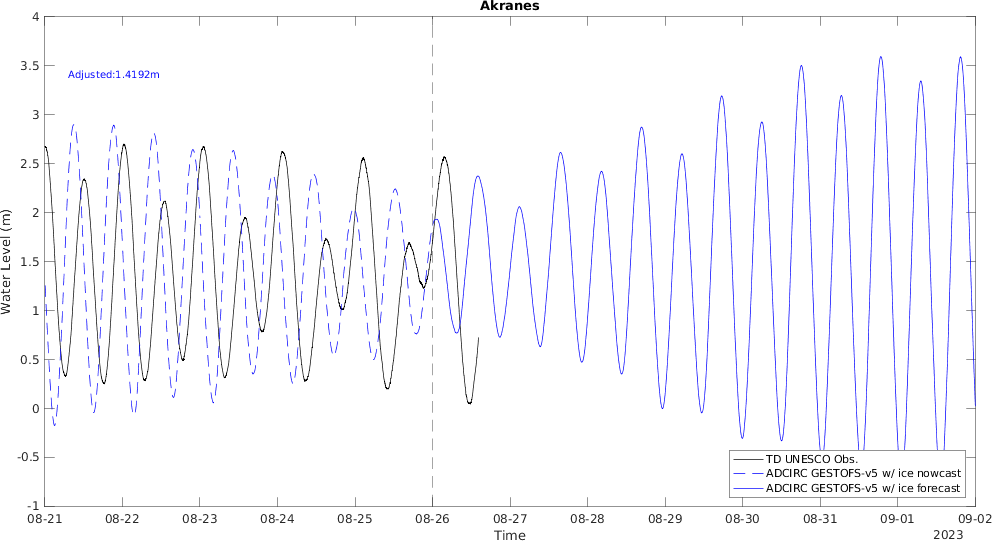 Akranes
4
3.5
3
2.5
2
1.5
1
0.5
0
-0.5
-1
Water Level (m)
Adjusted:1.4192m
TD UNESCO Obs.
ADCIRC GESTOFS-v5 w/ ice nowcast
ADCIRC GESTOFS-v5 w/ ice forecast
08-21 08-22 08-23 08-24 08-25 08-26 08-27 08-28 08-29 08-30 08-31 09-01 09-02
Time
2023